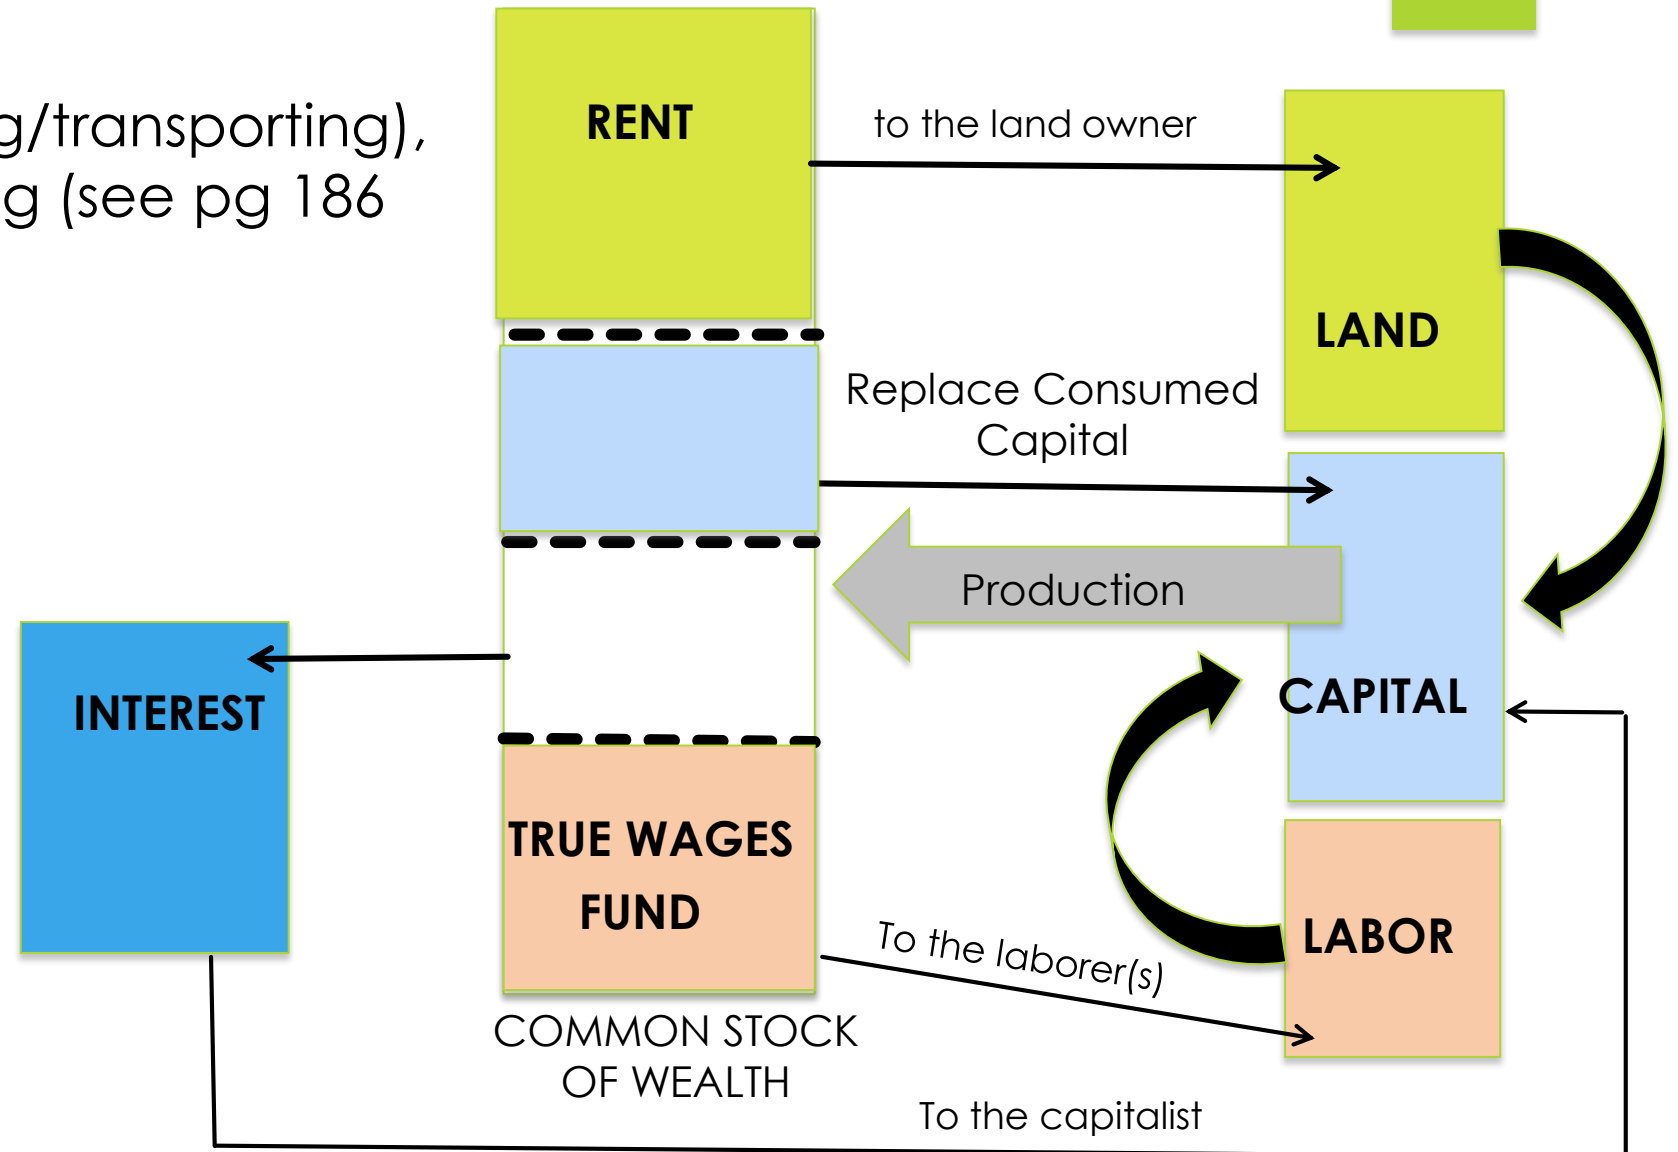 g/transporting),
g (see pg 186
RENT
to the land owner
LAND
Replace Consumed
Capital
Production
CAPITAL
INTEREST
TRUE WAGES
FUND
To the laborer(s)
LABOR
COMMON STOCK
OF WEALTH
To the capitalist